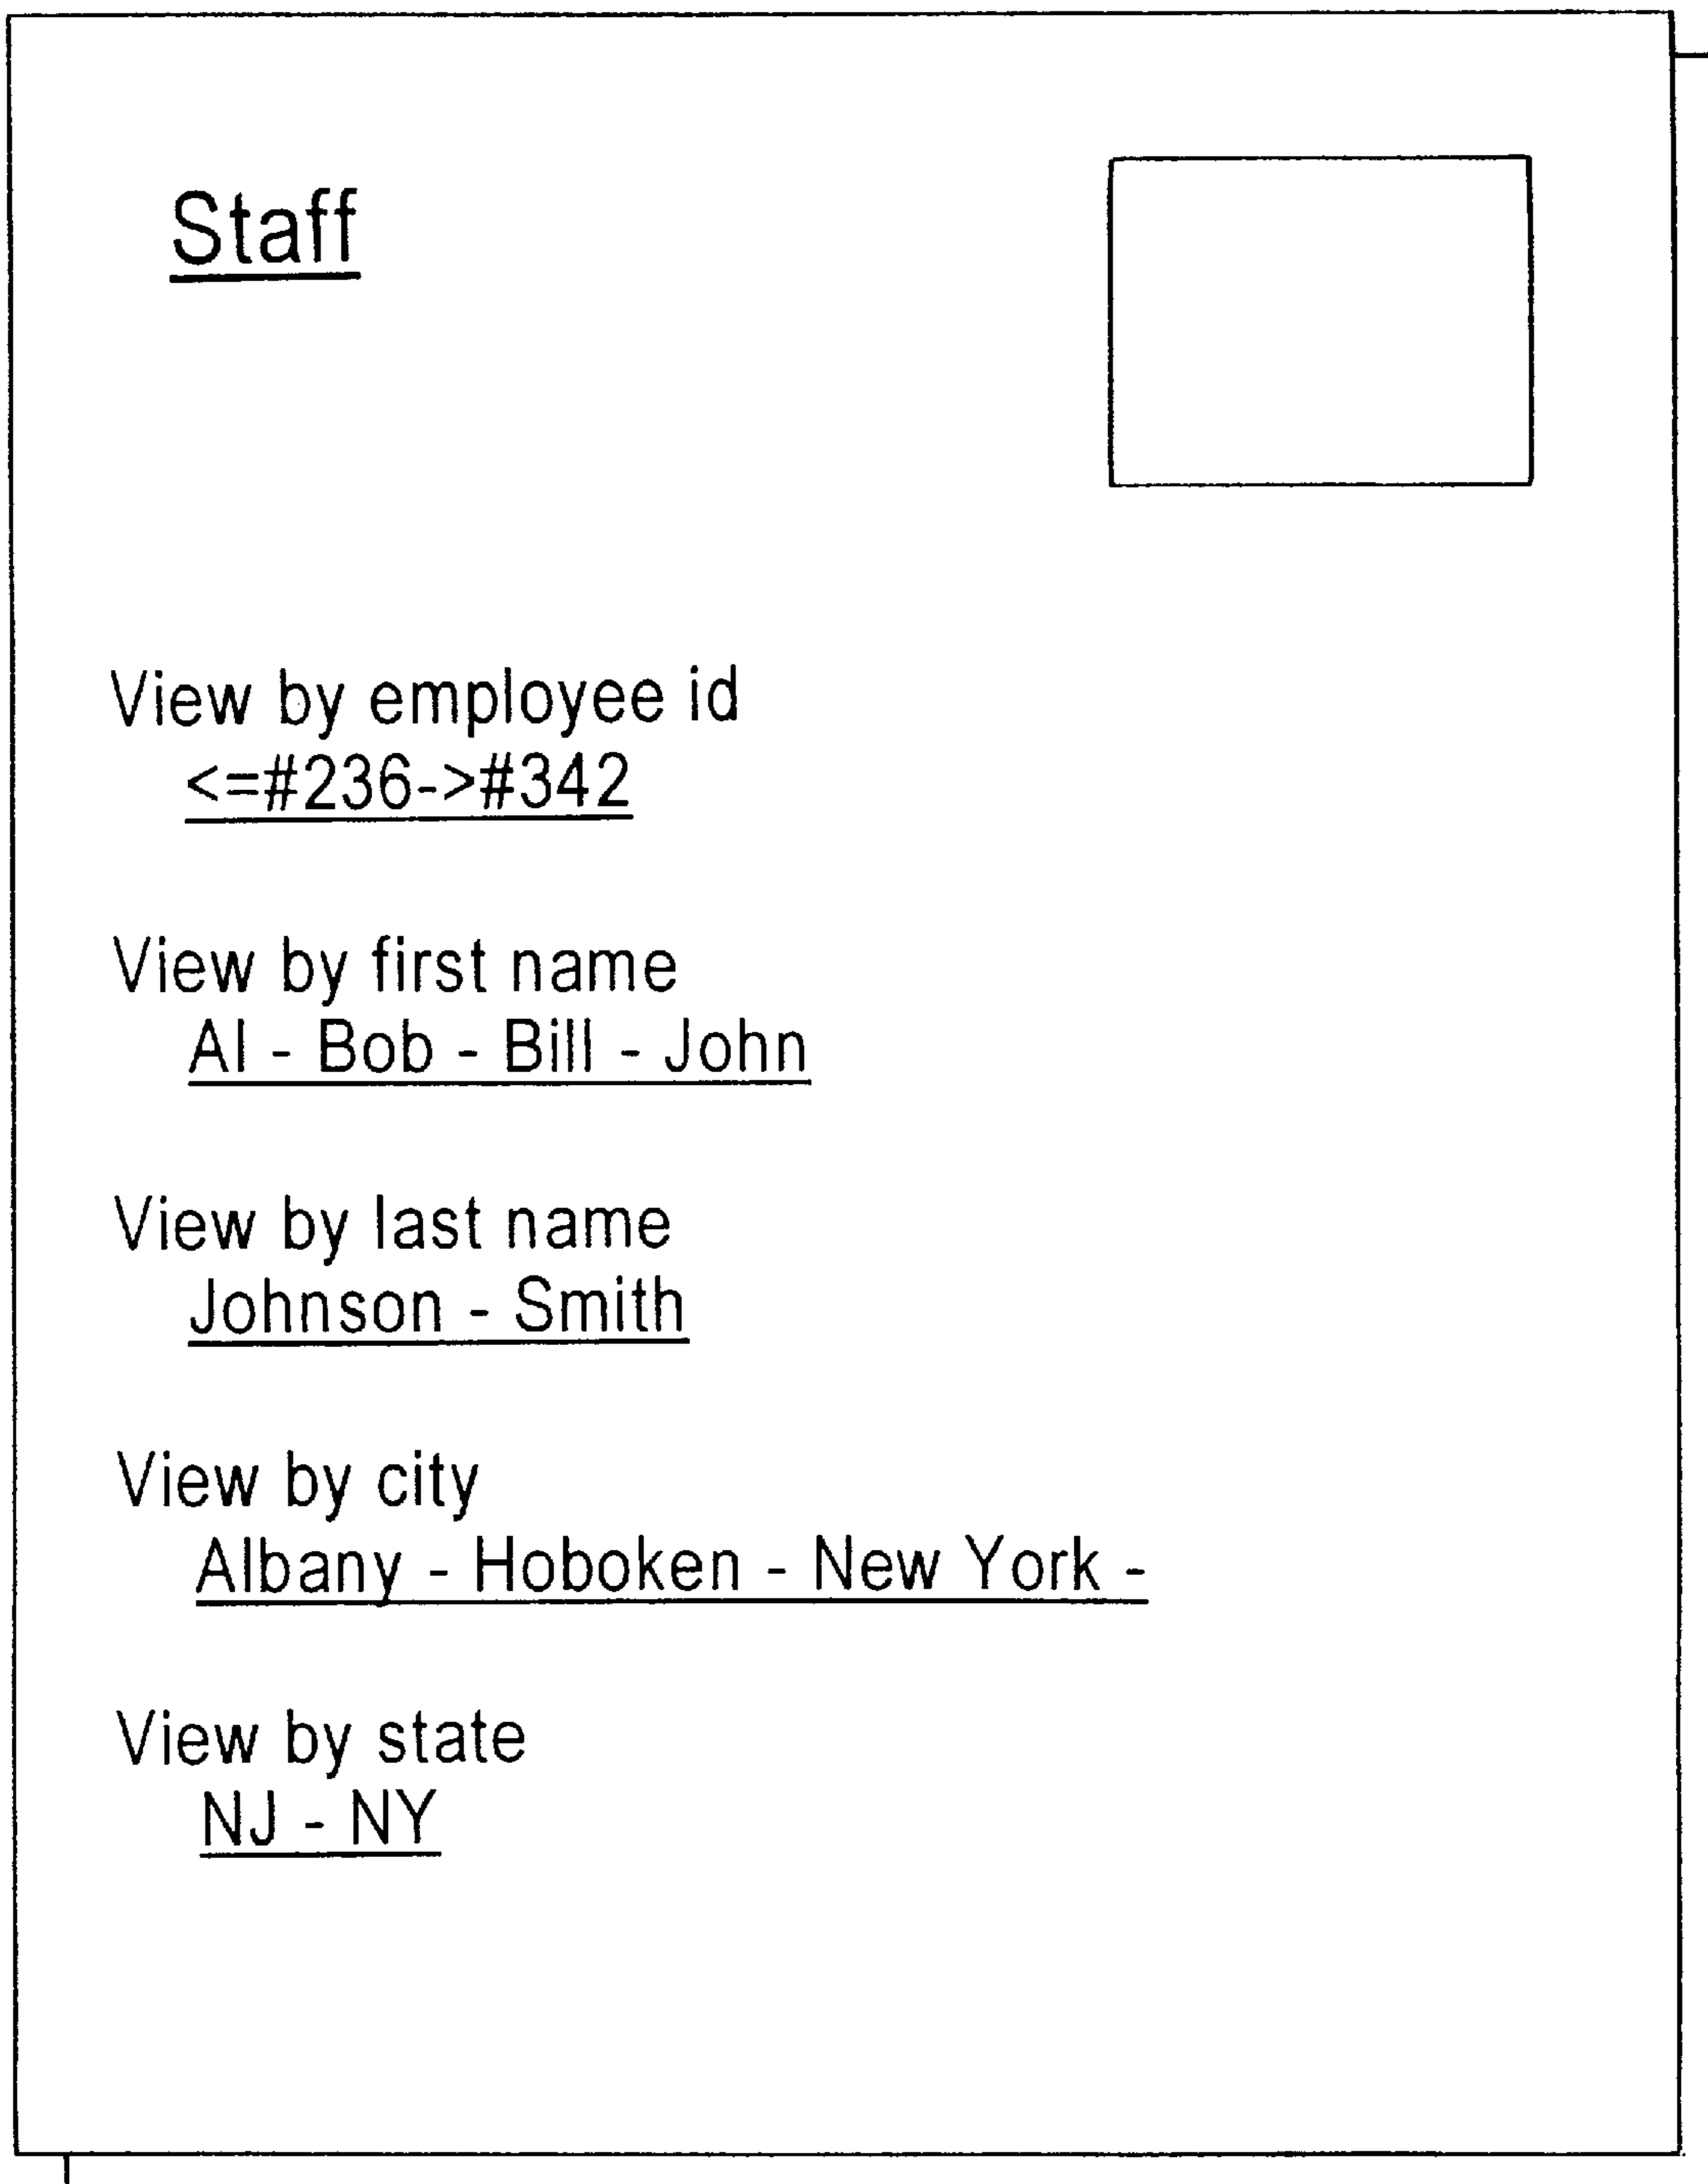 Staff
View by employee id
<=#236->#342
View by first name
Al - Bob - Bill - John
View by last name
Johnson - Smith
View by city
Albany - Hoboken - New York -
View by state
NJ - NY